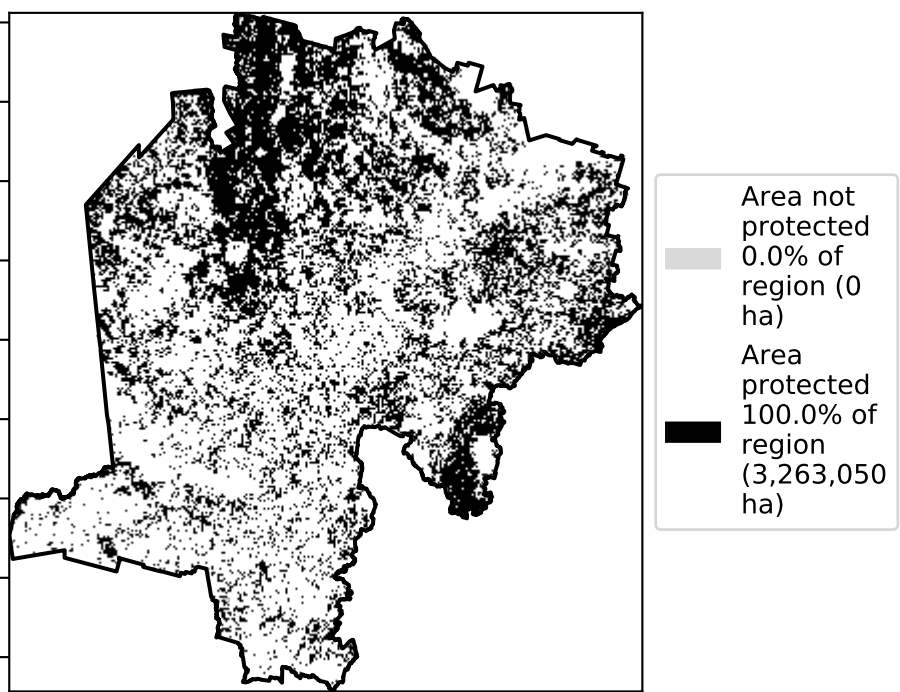 Area not
protected
0.0% of
region (0
ha)
Area
protected
100.0% of
region
(3,263,050
ha)